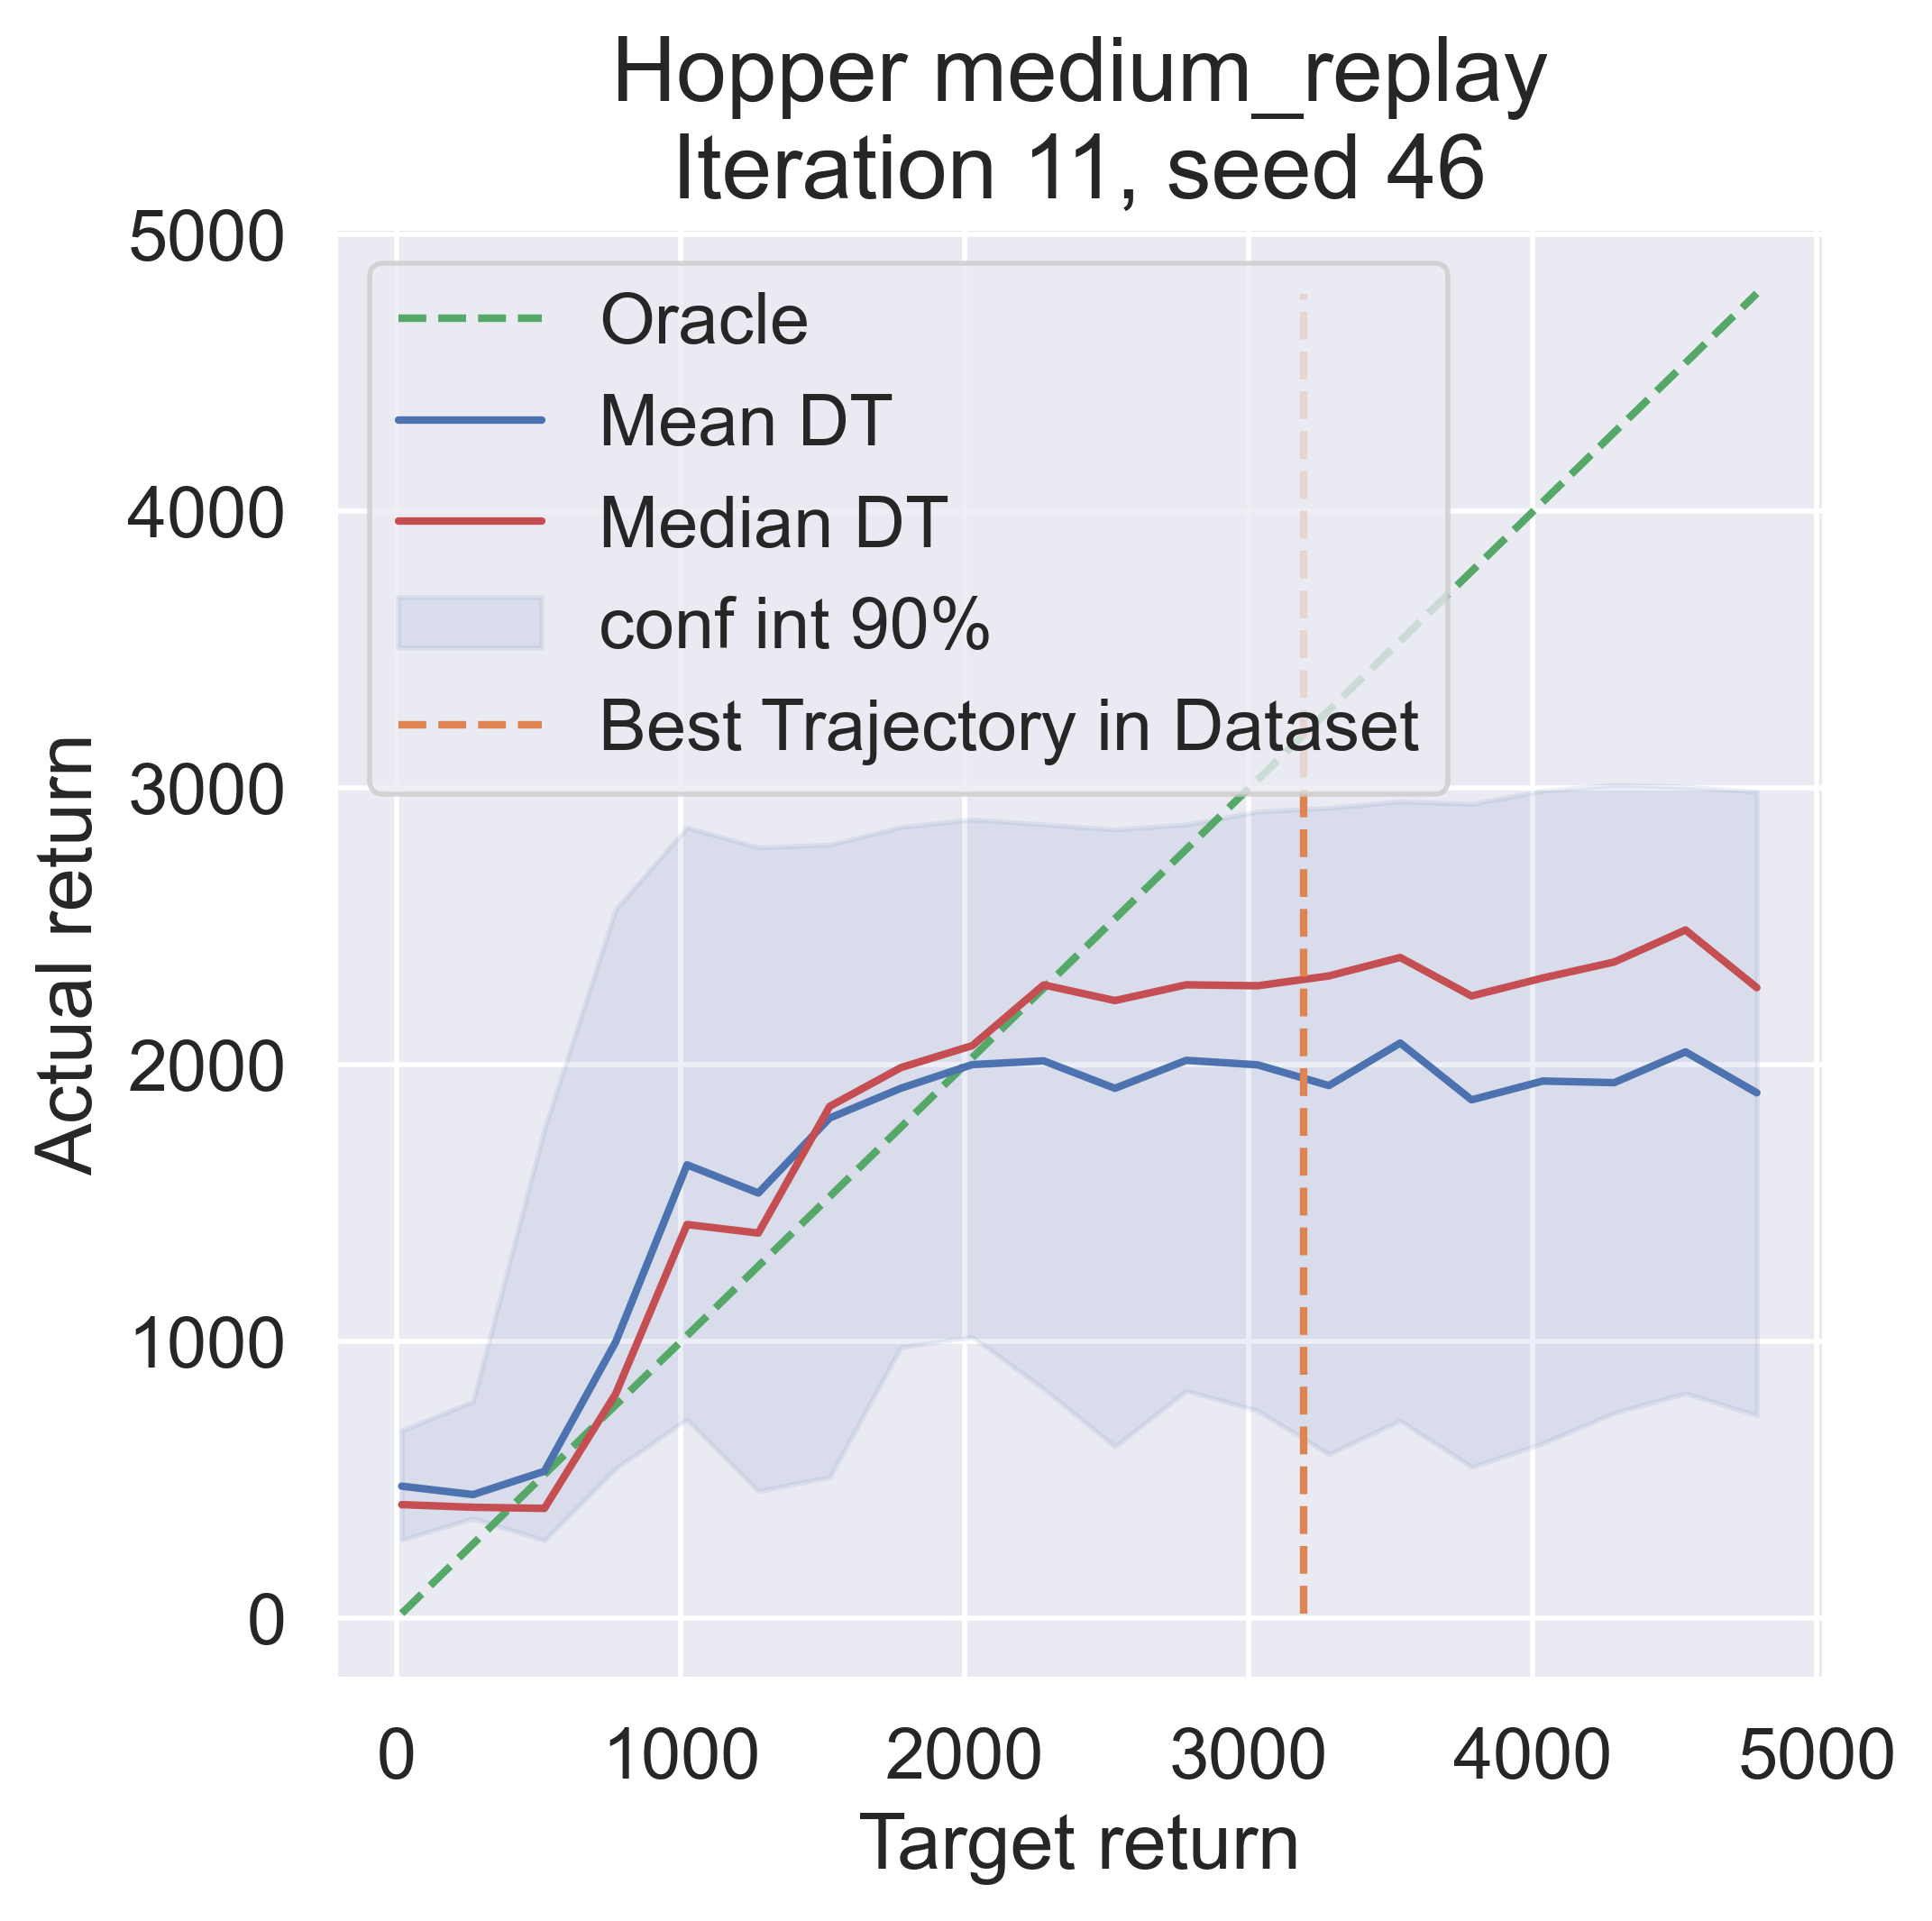 Hopper medium_replay
Iteration 11, seed 46
5000
4000
3000
2000
1000
0
Actual return
Oracle
Mean DT
Median DT
conf int 90%
Best Trajectory in Dataset
0 1000 2000 3000 4000 5000
Target return